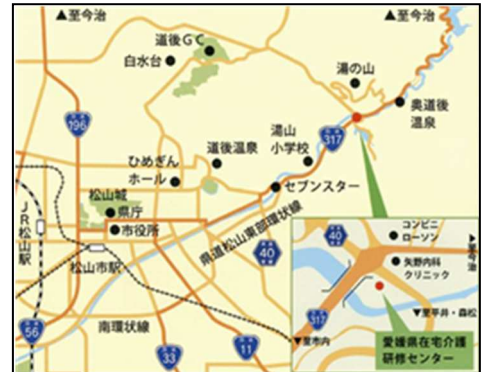 ▲至今治
▲至今治
道後GC
白水台
湯の山
奥道後
温泉
196
317
湯山
小学校
道後温泉
ひめぎん
ホール
セブンスター
松山城
県庁
市役所
県道松山東部環状線
JR松山駅
松山市駅
40
南環状線
56
33
11
40
コンビニ
ローソン
▲至今治
矢野内科
クリニック
▼至平井・森松
317
▼至市内
愛媛県在宅介護
研修センター